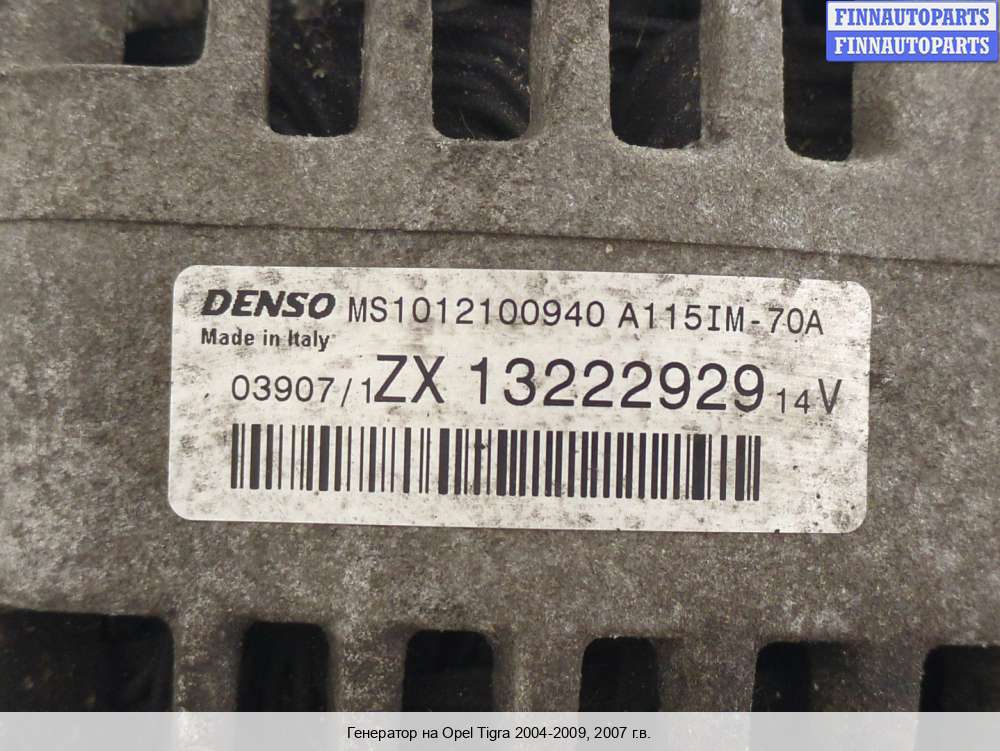 FINNAUTOPARTS
FINNAUTOPARTS
DENSO MS1012100940 A115IM-70A
Made in Italy
03907/1ZX 13222929 14V
Генератор на Opel Tigra 2004-2009, 2007 г.в.